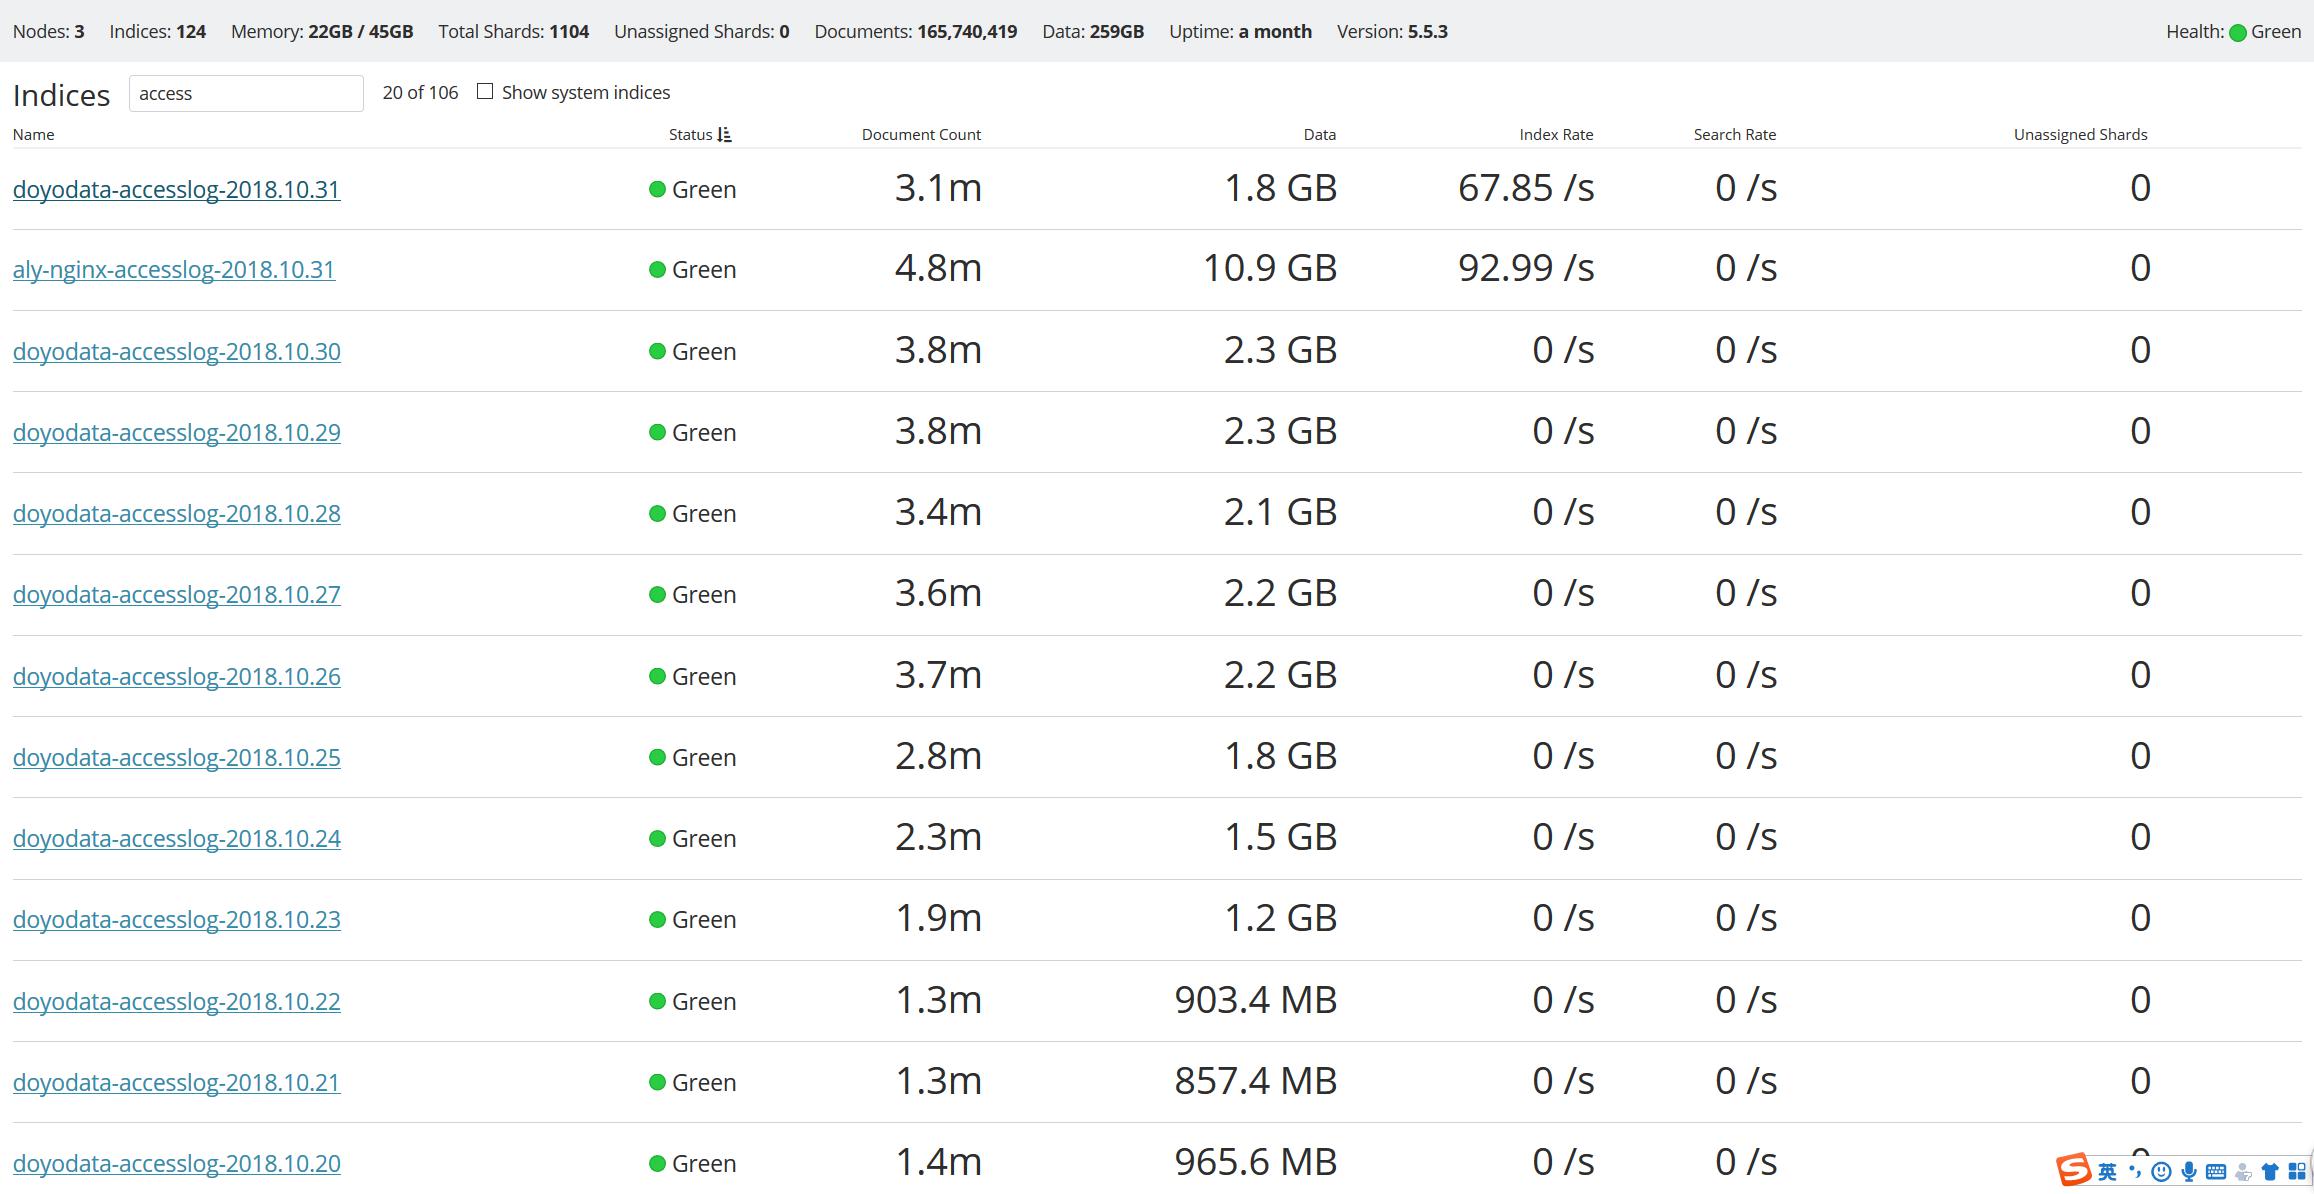 Nodes: 3 Indices: 124 Memory: 22GB / 45GB Total Shards: 1104 Unassigned Shards: 0 Documents: 165,740,419 Data: 259GB Uptime: a month Version: 5.5.3 Health: Green
Indices access 20 of 106 Show system indices
Name Status Document Count Data Index Rate Search Rate Unassigned Shards
doyodata-accesslog-2018.10.31 Green 3.1m 1.8 GB 67.85 /s 0 /s 0
aly-nginx-accesslog-2018.10.31 Green 4.8m 10.9 GB 92.99 /s 0 /s 0
doyodata-accesslog-2018.10.30 Green 3.8m 2.3 GB 0 /s 0 /s 0
doyodata-accesslog-2018.10.29 Green 3.8m 2.3 GB 0 /s 0 /s 0
doyodata-accesslog-2018.10.28 Green 3.4m 2.1 GB 0 /s 0 /s 0
doyodata-accesslog-2018.10.27 Green 3.6m 2.2 GB 0 /s 0 /s 0
doyodata-accesslog-2018.10.26 Green 3.7m 2.2 GB 0 /s 0 /s 0
doyodata-accesslog-2018.10.25 Green 2.8m 1.8 GB 0 /s 0 /s 0
doyodata-accesslog-2018.10.24 Green 2.3m 1.5 GB 0 /s 0 /s 0
doyodata-accesslog-2018.10.23 Green 1.9m 1.2 GB 0 /s 0 /s 0
doyodata-accesslog-2018.10.22 Green 1.3m 903.4 MB 0 /s 0 /s 0
doyodata-accesslog-2018.10.21 Green 1.3m 857.4 MB 0 /s 0 /s 0
doyodata-accesslog-2018.10.20 Green 1.4m 965.6 MB 0 /s 0 /s
S 英